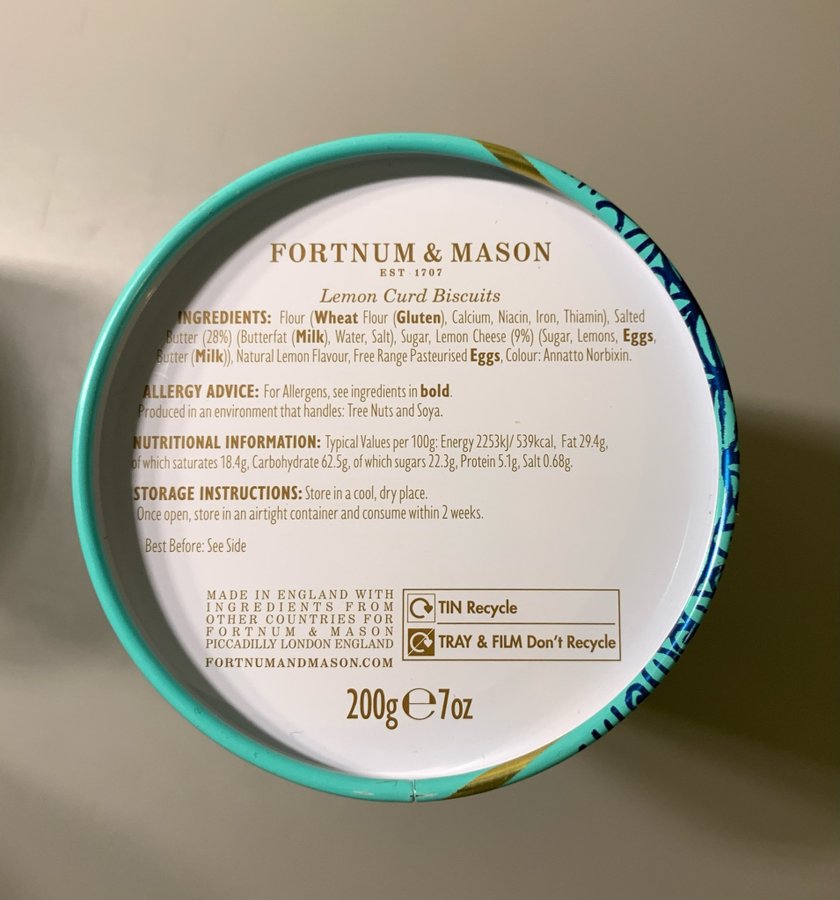 FORTNUM & MASON
EST 1707
Lemon Curd Biscuits
INGREDIENTS: Flour (Wheat Flour (Gluten), Calcium, Niacin, Iron, Thiamin), Salted
Butter (28%) (Butterfat (Milk), Water, Salt), Sugar, Lemon Cheese (9%) (Sugar, Lemons, Eggs,
Butter (Milk)), Natural Lemon Flavour, Free Range Pasteurised Eggs, Colour: Annatto Norbixin.
ALLERGY ADVICE: For Allergens, see ingredients in bold.
Produced in an environment that handles: Tree Nuts and Soya.
NUTRITIONAL INFORMATION: Typical Values per 100g: Energy 2253kJ/ 539kcal, Fat 29.4g,
of which saturates 18.4g, Carbohydrate 62.5g, of which sugars 22.3g, Protein 5.1g, Salt 0.68g.
STORAGE INSTRUCTIONS: Store in a cool, dry place.
Once open, store in an airtight container and consume within 2 weeks.
Best Before: See Side
MADE IN ENGLAND WITH
INGREDIENTS FROM
OTHER COUNTRIES FOR
FORTNUM & MASON
PICCADILLY LONDON ENGLAND
FORTNUMANDMASON.COM
TIN Recycle
TRAY & FILM Don't Recycle
200g℮7oz